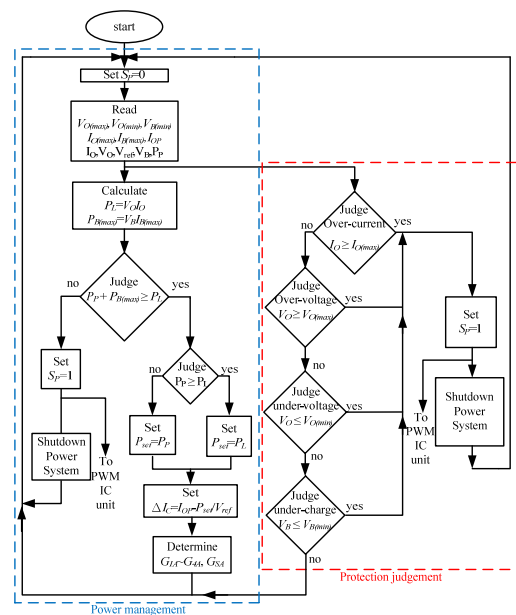 start
Set S_P=0
Read
V_O(max),V_O(min),V_B(min)
I_O(max),I_B(max),I_OP
I_O,V_O,V_ref,V_B,P_P
Calculate
P_L=V_OI_O
P_B(max)=V_BI_B(max)
Judge
P_P+P_B(max)≥P_L
no
yes
Set
S_P=1
Shutdown
Power
System
To
PWM
IC
unit
Judge
P_P≥P_L
no
yes
Set
P_set=P_P
Set
P_set=P_L
Set
ΔI_C=I_OP-P_set/V_ref
Determine
G_1A~G_4A, G_SA
Power management
Judge
Over-current
I_O≥I_O(max)
no
yes
Judge
Over-voltage
V_O≥V_O(max)
yes
no
Judge
under-voltage
V_O≤V_O(min)
yes
no
Judge
under-charge
V_B≤V_B(min)
yes
no
Set
S_P=1
Shutdown
Power
System
To
PWM
IC
unit
Protection judgement